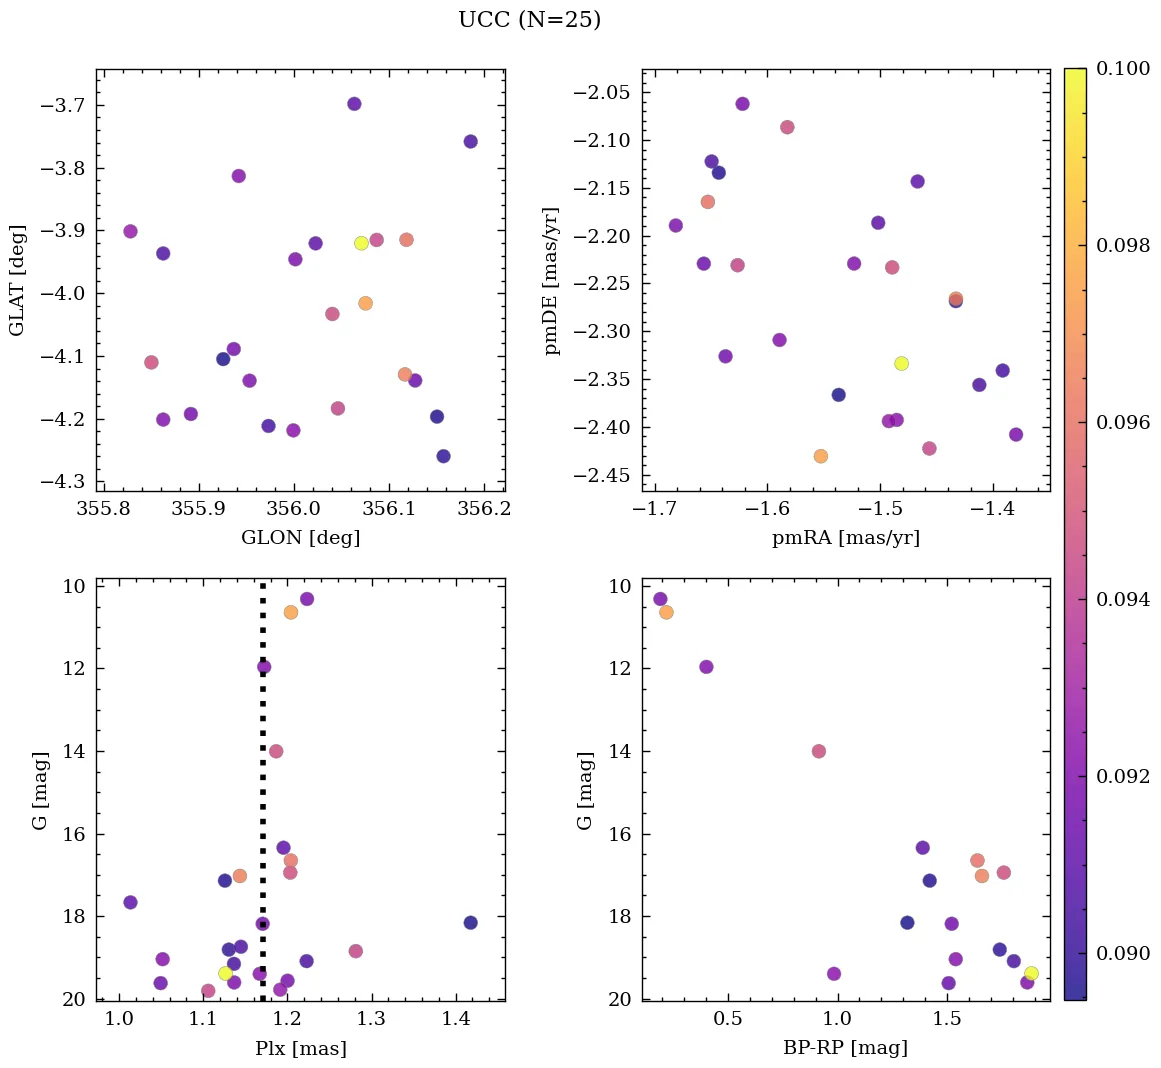 UCC (N=25)
−3.7
−3.8
−3.9
−4.0
−4.1
−4.2
−4.3
GLAT [deg]
355.8 355.9 356.0 356.1 356.2
GLON [deg]
−2.05
−2.10
−2.15
−2.20
−2.25
−2.30
−2.35
−2.40
−2.45
pmDE [mas/yr]
−1.7 −1.6 −1.5 −1.4
pmRA [mas/yr]
10
12
14
16
18
20
G [mag]
1.0 1.1 1.2 1.3 1.4
Plx [mas]
10
12
14
16
18
20
G [mag]
0.5 1.0 1.5
BP-RP [mag]
0.100
0.098
0.096
0.094
0.092
0.090